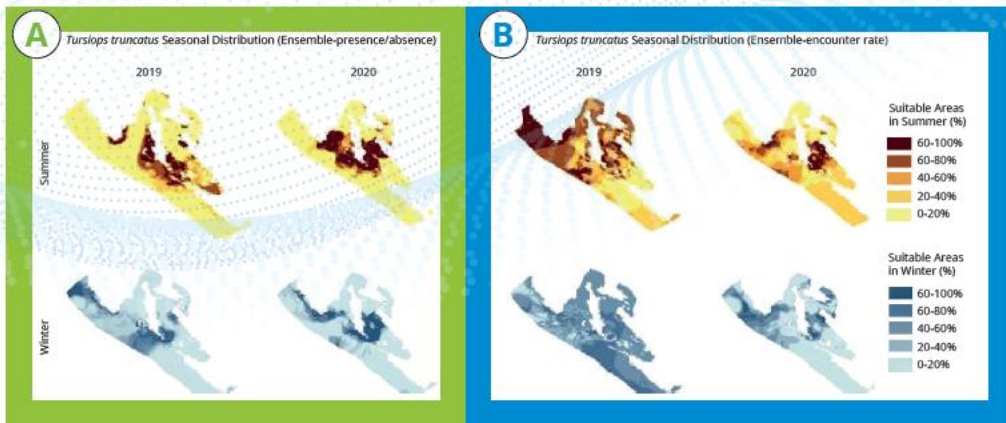 A
Tursiops truncatus Seasonal Distribution (Ensemble-presence/absence)
2019
2020
Summer
Winter
B
Tursiops truncatus Seasonal Distribution (Ensemble-encounter rate)
2019
2020
Suitable Areas
in Summer (%)
60-100%
60-80%
40-60%
20-40%
0-20%
Suitable Areas
in Winter (%)
60-100%
60-80%
40-60%
20-40%
0-20%